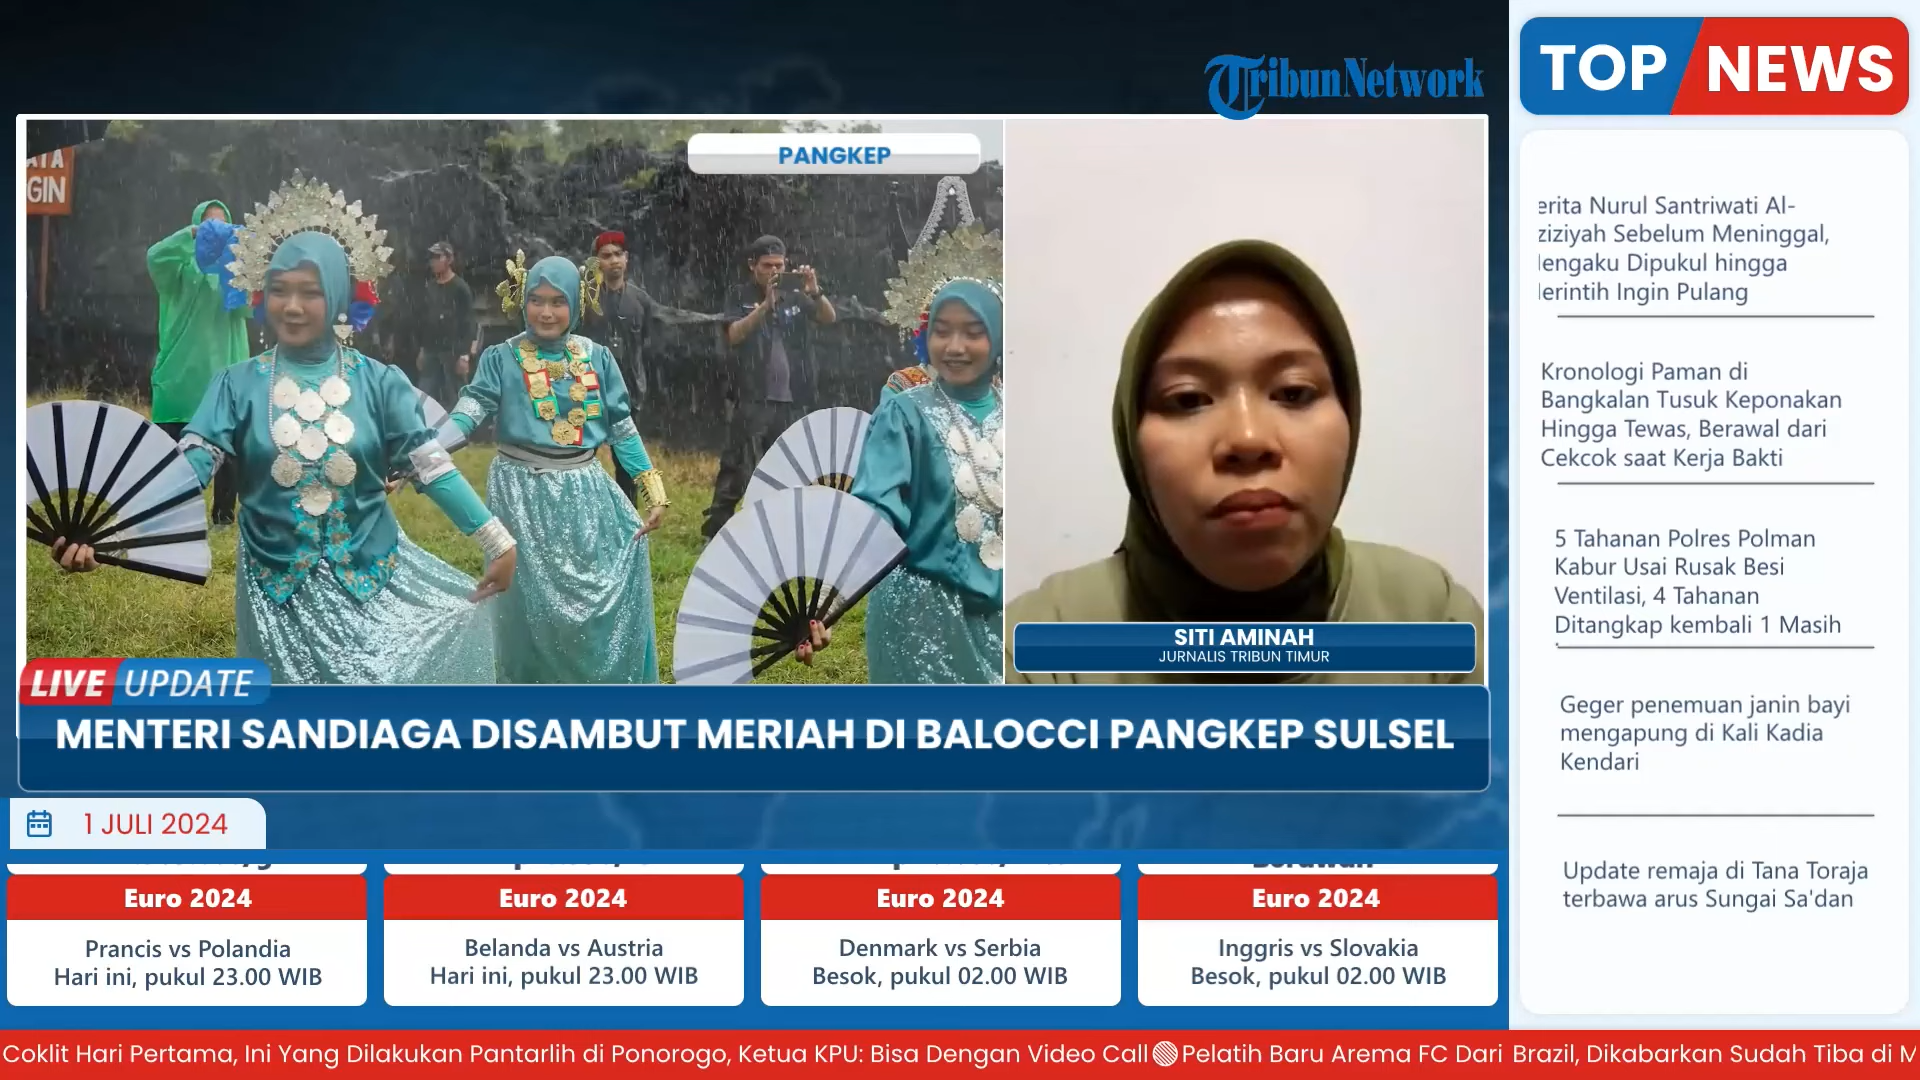 TribunNetwork
TOP NEWS
GIN
PANGKEP
SITI AMINAH
JURNALIS TRIBUN TIMUR
LIVE UPDATE
MENTERI SANDIAGA DISAMBUT MERIAH DI BALOCCI PANGKEP SULSEL
1 JULI 2024
Euro 2024
Prancis vs Polandia
Hari ini, pukul 23.00 WIB
Euro 2024
Belanda vs Austria
Hari ini, pukul 23.00 WIB
Euro 2024
Denmark vs Serbia
Besok, pukul 02.00 WIB
Euro 2024
Inggris vs Slovakia
Besok, pukul 02.00 WIB
erita Nurul Santriwati Al-
ziziyah Sebelum Meninggal,
engaku Dipukul hingga
erintih Ingin Pulang
Kronologi Paman di
Bangkalan Tusuk Keponakan
Hingga Tewas, Berawal dari
Cekcok saat Kerja Bakti
5 Tahanan Polres Polman
Kabur Usai Rusak Besi
Ventilasi, 4 Tahanan
Ditangkap kembali 1 Masih
Geger penemuan janin bayi
mengapung di Kali Kadia
Kendari
Update remaja di Tana Toraja
terbawa arus Sungai Sa'dan
Coklit Hari Pertama, Ini Yang Dilakukan Pantarlih di Ponorogo, Ketua KPU: Bisa Dengan Video Call Pelatih Baru Arema FC Dari Brazil, Dikabarkan Sudah Tiba di M